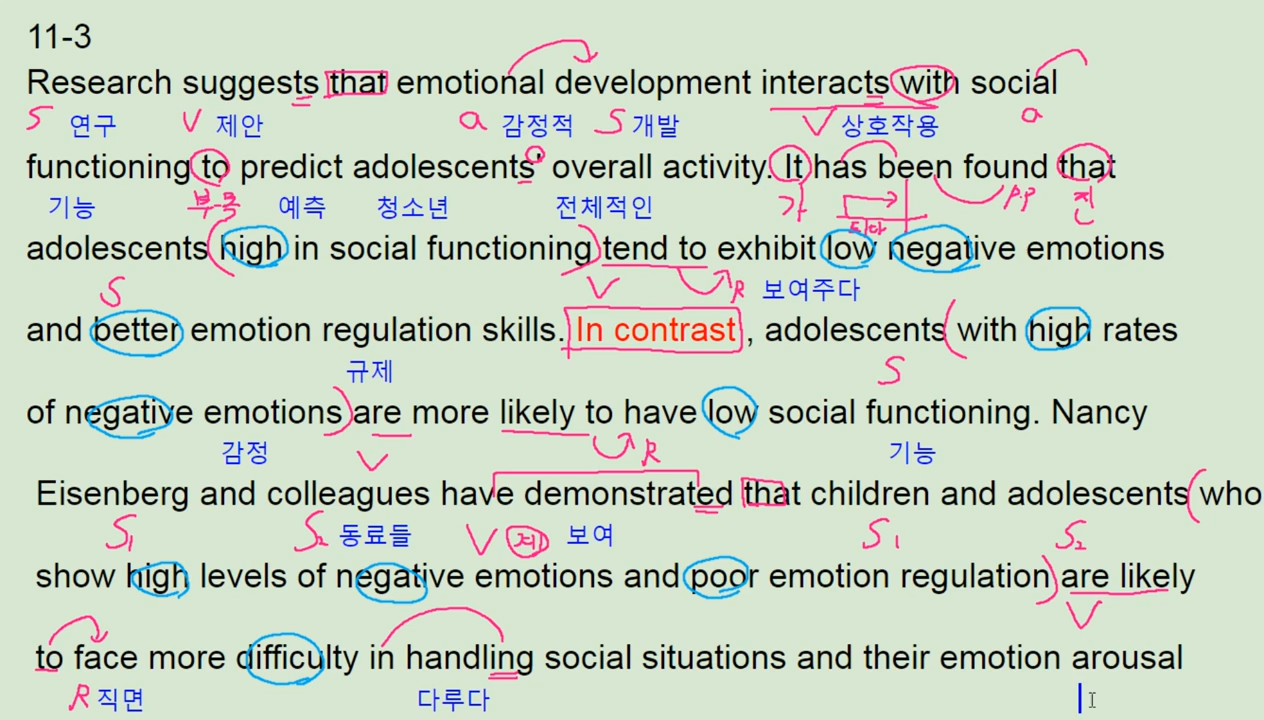 11-3
Research suggests that emotional development interacts with social
S 연구 V 제안 a 감정적 S 개발 V 상호작용 a
functioning to predict adolescents' overall activity. It has been found that
기능 부목 예측 청소년 전체적인 가 되다 P.P 진
adolescents (high in social functioning) tend to exhibit low negative emotions
S V R 보여주다
and better emotion regulation skills. In contrast, adolescents (with high rates
규제 S
of negative emotions) are more likely to have low social functioning. Nancy
감정 V R 기능
Eisenberg and colleagues have demonstrated that children and adolescents (who
S1 S2 동료들 V 보여 S1 S2
show high levels of negative emotions and poor emotion regulation) are likely
V
to face more difficulty in handling social situations and their emotion arousal
R 직면 다루다